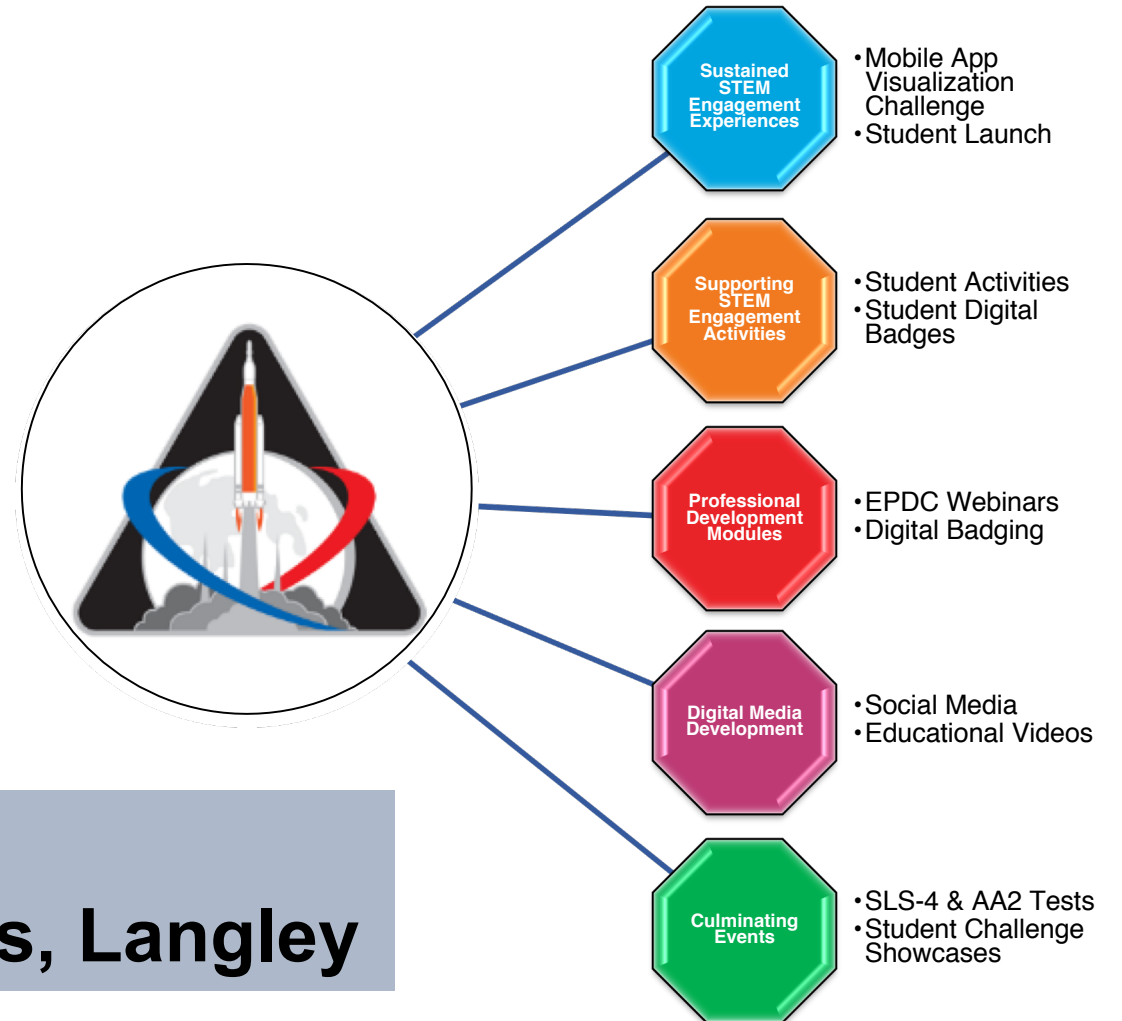 Sustained
STEM
Engagement
Experiences
•Mobile App
Visualization
Challenge
•Student Launch
Supporting
STEM
Engagement
Activities
•Student Activities
•Student Digital
Badges
Professional
Development
Modules
•EPDC Webinars
•Digital Badging
Digital Media
Development
•Social Media
•Educational Videos
Culminating
Events
•SLS-4 & AA2 Tests
•Student Challenge
Showcases
s, Langley